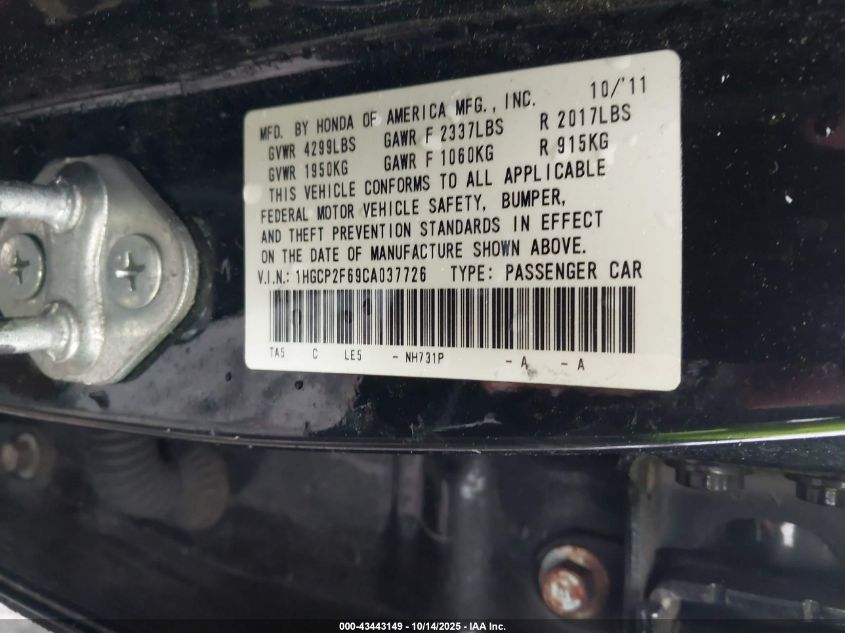 MFD. BY HONDA OF AMERICA MFG., INC. 10/'11
GVWR 4299LBS GAWR F 2337LBS R 2017LBS
GVWR 1950KG GAWR F 1060KG R 915KG
THIS VEHICLE CONFORMS TO ALL APPLICABLE
FEDERAL MOTOR VEHICLE SAFETY, BUMPER,
AND THEFT PREVENTION STANDARDS IN EFFECT
ON THE DATE OF MANUFACTURE SHOWN ABOVE.
V.I.N.: 1HGCP2F69CA037726 TYPE: PASSENGER CAR
TA5 C LE5 - NH731P - A - A
000-43443149 - 10/14/2025 - IAA Inc.